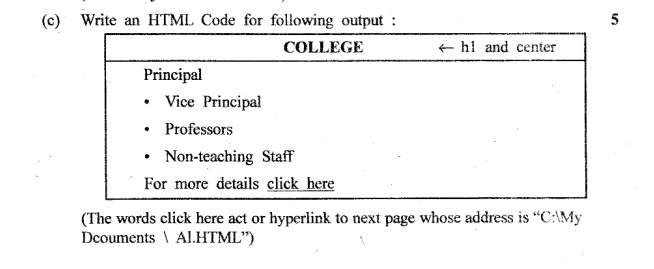 (c) Write an HTML Code for following output : 5
COLLEGE ← h1 and center
Principal
• Vice Principal
• Professors
• Non-teaching Staff
For more details click here
(The words click here act or hyperlink to next page whose address is “C:\My
Dcouments \ A1.HTML”)